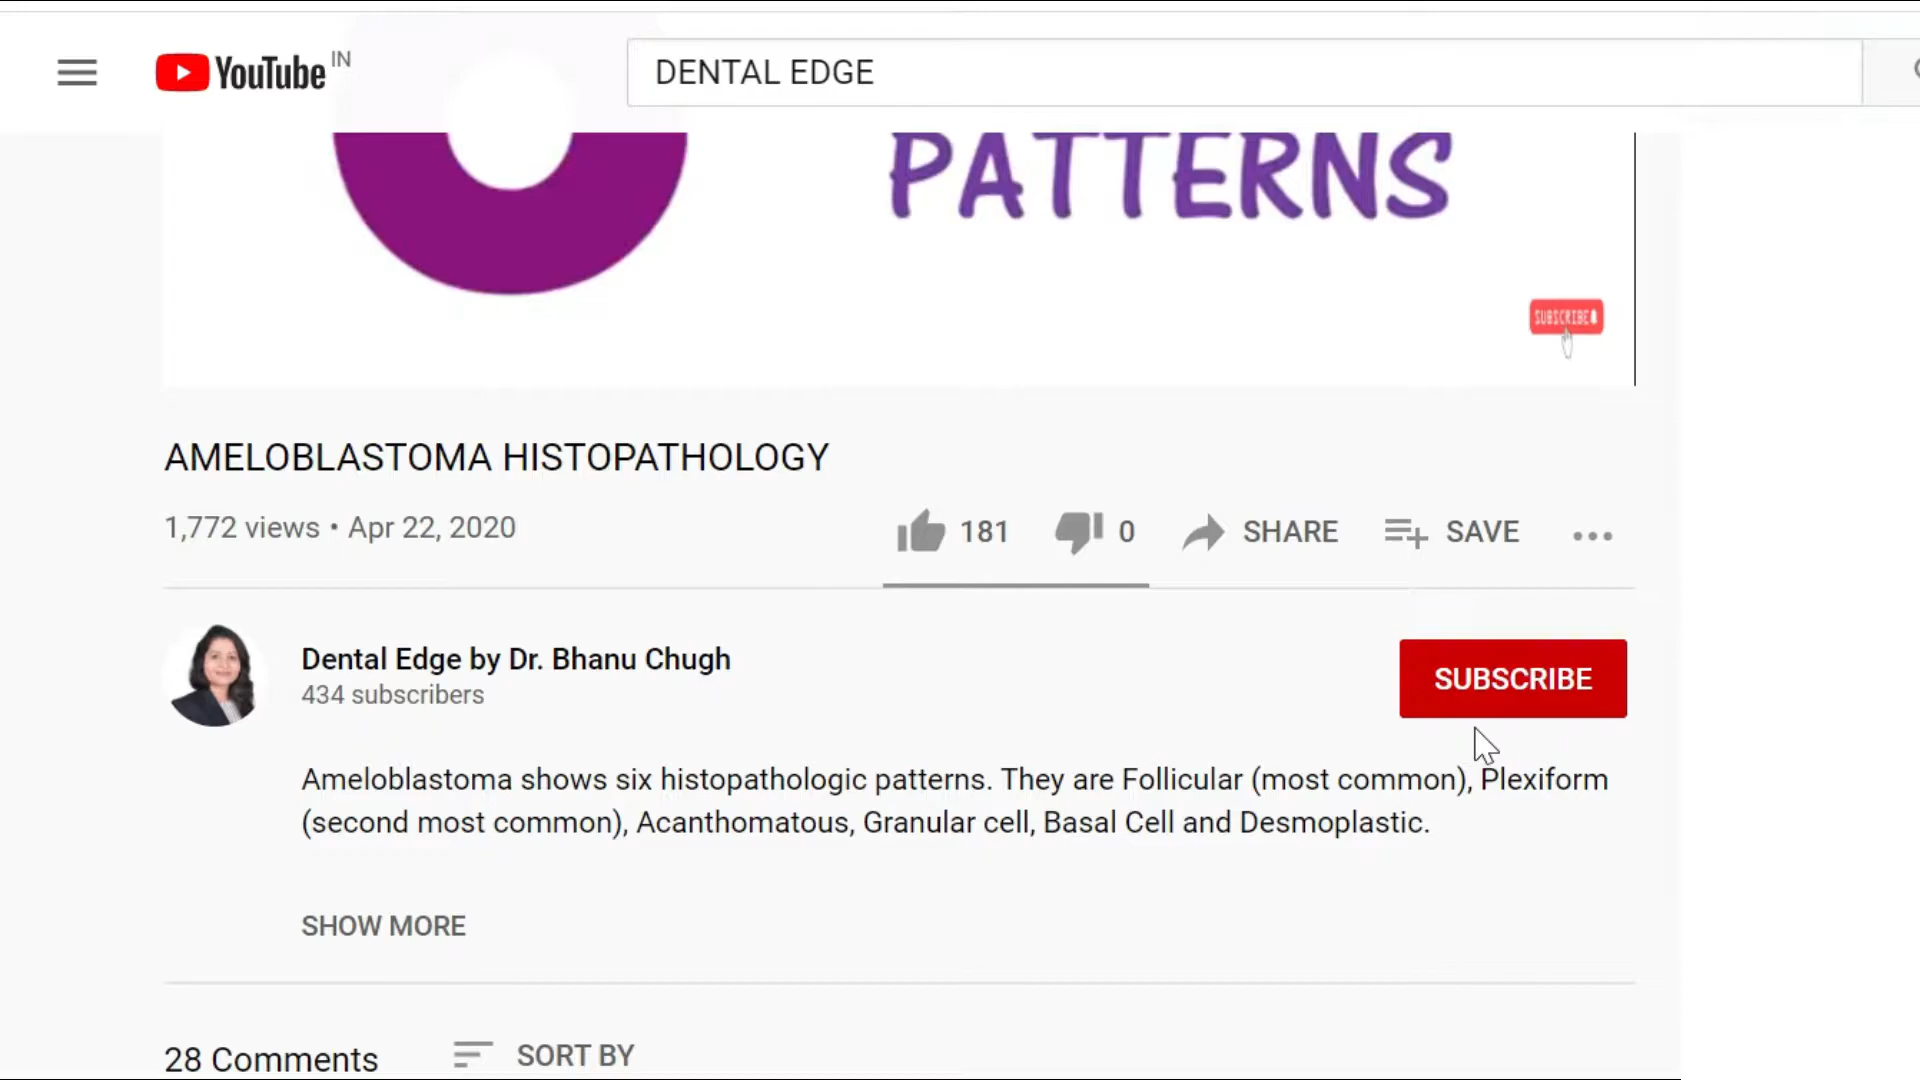 YouTube IN
DENTAL EDGE
PATTERNS
SUBSCRIBE
AMELOBLASTOMA HISTOPATHOLOGY
1,772 views • Apr 22, 2020
181 0 SHARE SAVE
Dental Edge by Dr. Bhanu Chugh
434 subscribers
SUBSCRIBE
Ameloblastoma shows six histopathologic patterns. They are Follicular (most common), Plexiform
(second most common), Acanthomatous, Granular cell, Basal Cell and Desmoplastic.
SHOW MORE
28 Comments SORT BY